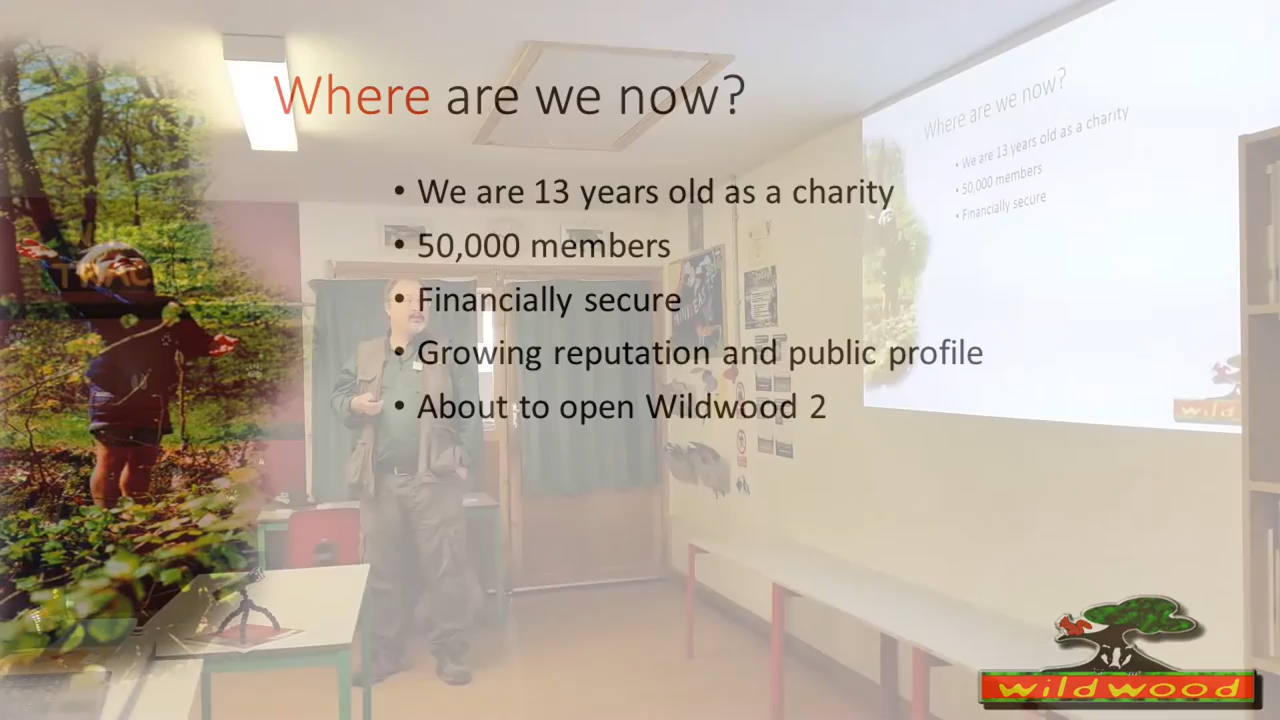 Where are we now?
• We are 13 years old as a charity
• 50,000 members
• Financially secure
• Growing reputation and public profile
• About to open Wildwood 2
Where are we now?
• We are 13 years old as a charity
• 50,000 members
• Financially secure
wild
wildwood